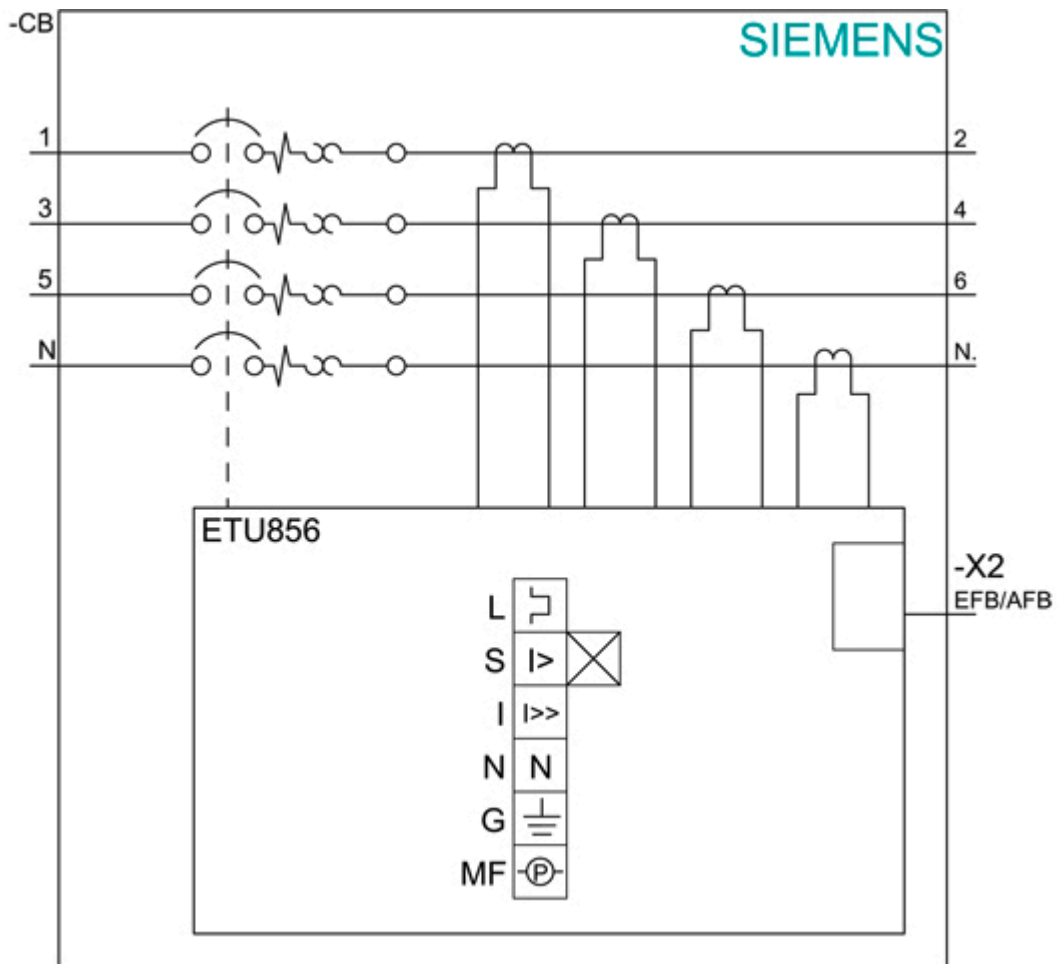 -CB
SIEMENS
1 2
3 4
5 6
N N.
ETU856
-X2
EFB/AFB
L
S I>
I I>>
N N
G
MF P